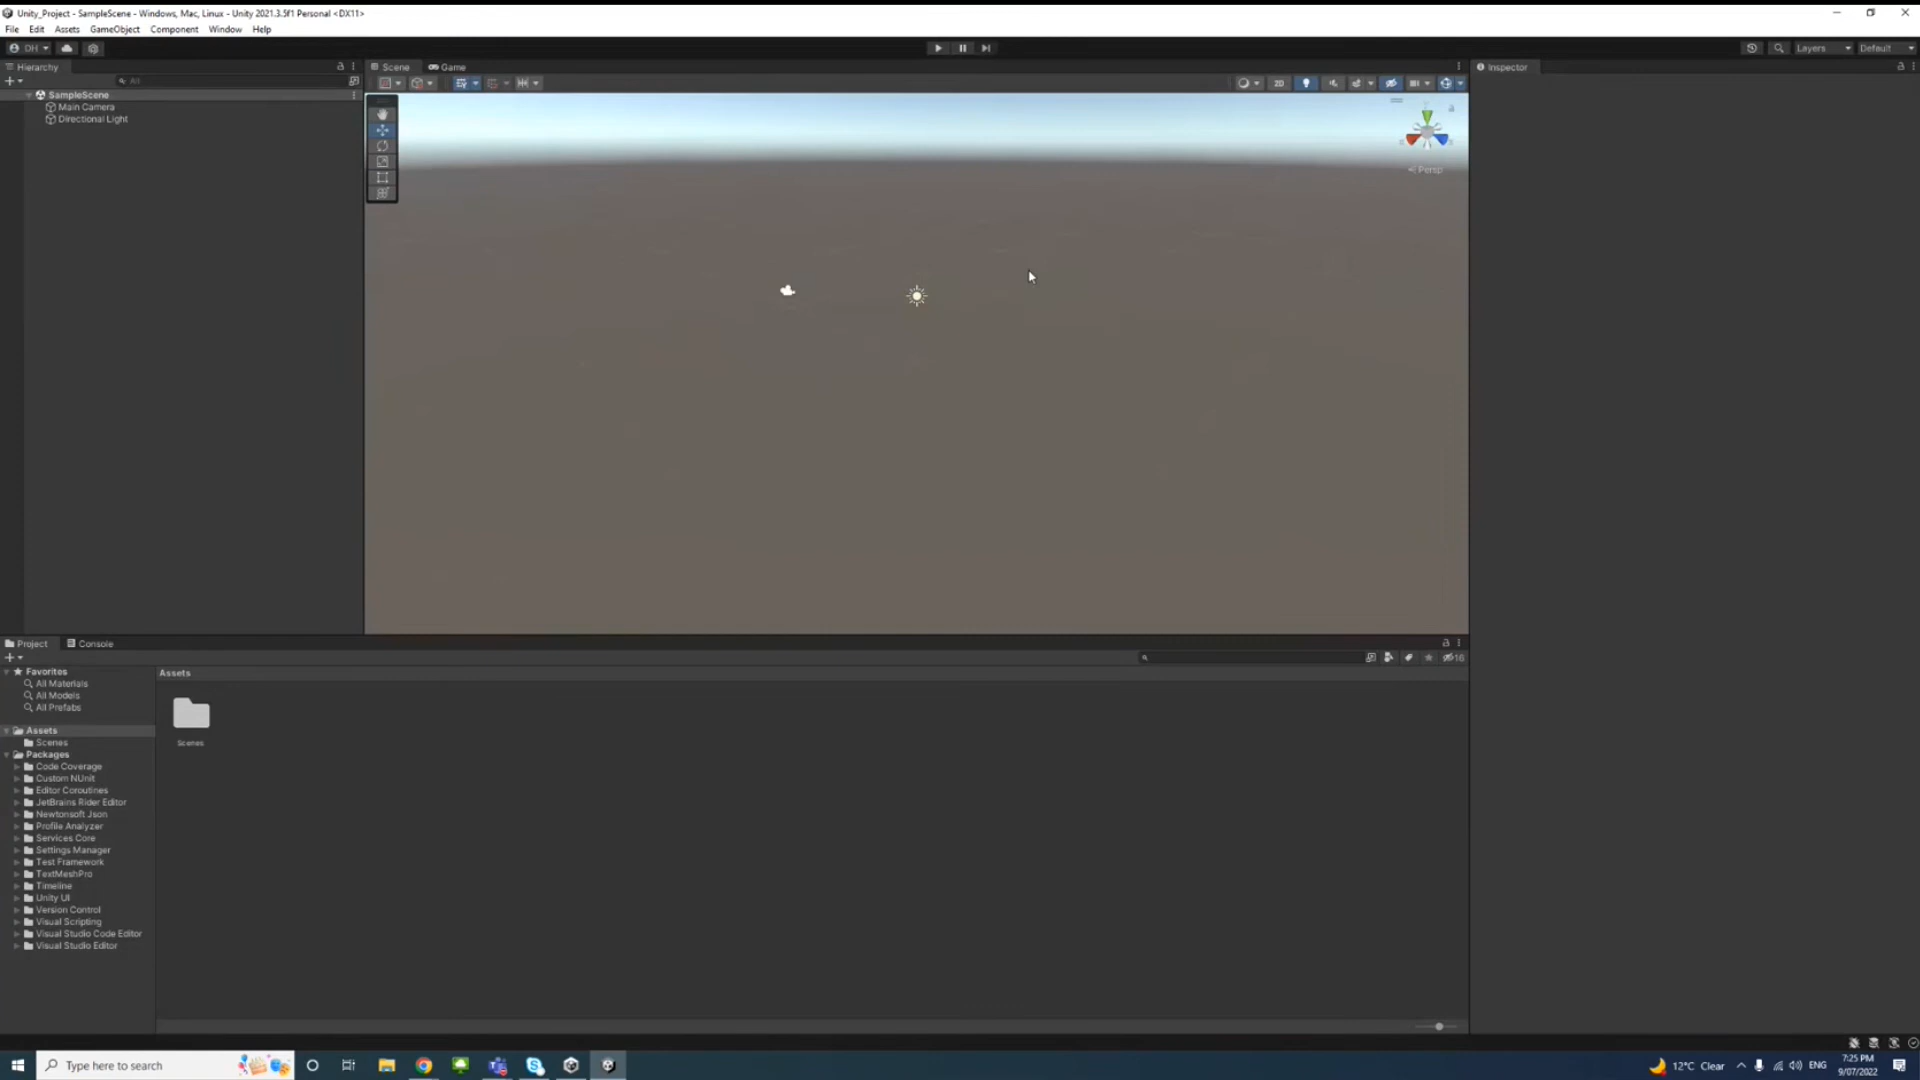 Unity_Project - SampleScene - Windows, Mac, Linux - Unity 2021.3.5f1 Personal <DX11>
File Edit Assets GameObject Component Window Help
DH
Layers Default
Hierarchy
All
Scene Game
Inspector
2D
SampleScene
Main Camera
Directional Light
Persp
Project Console
16
Favorites
All Materials
All Models
All Prefabs
Assets
Scenes
Packages
Code Coverage
Custom NUnit
Editor Coroutines
JetBrains Rider Editor
Newtonsoft Json
Profile Analyzer
Services Core
Settings Manager
Test Framework
TextMeshPro
Timeline
Unity UI
Version Control
Visual Scripting
Visual Studio Code Editor
Visual Studio Editor
Assets
Scenes
Type here to search
12°C Clear
ENG
7:25 PM
9/07/2022